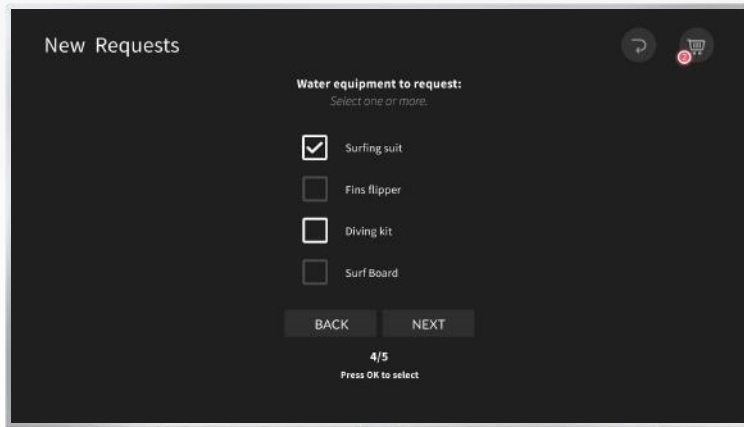 New Requests
2
Water equipment to request:
Select one or more.
Surfing suit
Fins flipper
Diving kit
Surf Board
BACK NEXT
4/5
Press OK to select